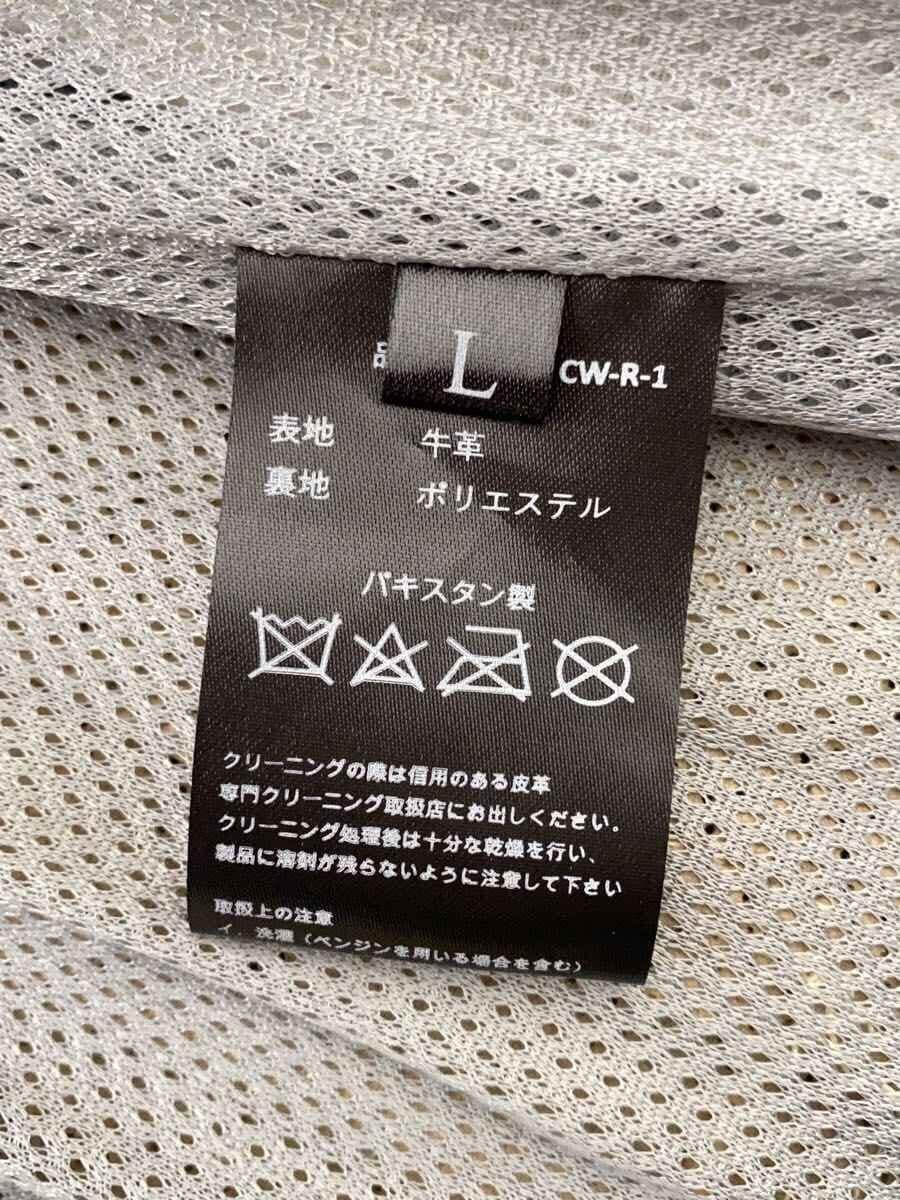 L
品
CW-R-1
表地 牛革
裏地 ポリエステル
パキスタン製
クリーニングの際は信用のある皮革
専門クリーニング取扱店にお出しください。
クリーニング処理後は十分な乾燥を行い、
製品に溶剤が残らないように注意して下さい
取扱上の注意
イ．洗濯（ベンジンを用いる場合を含む）